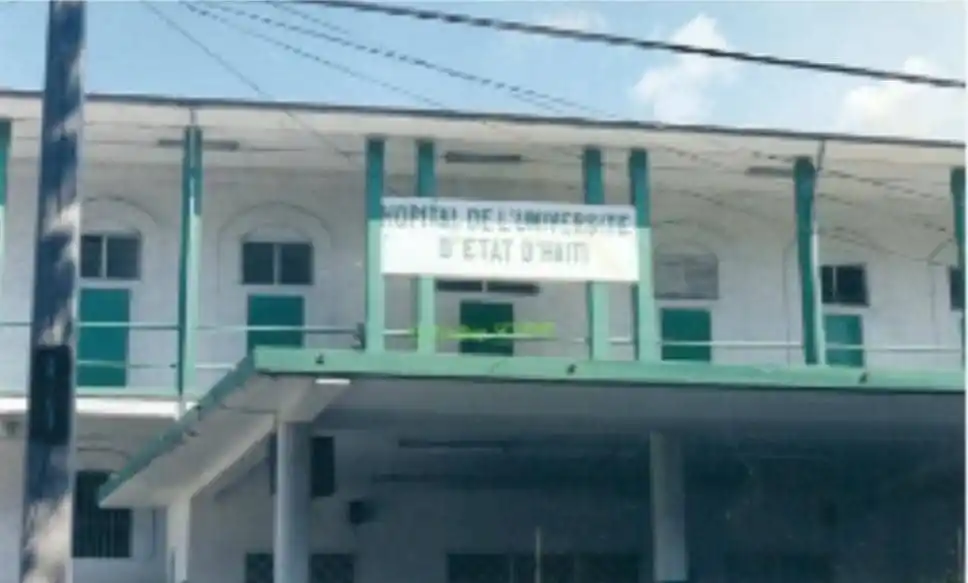 HOPITAL DE L'UNIVERSITE
D'ETAT D'HAITI